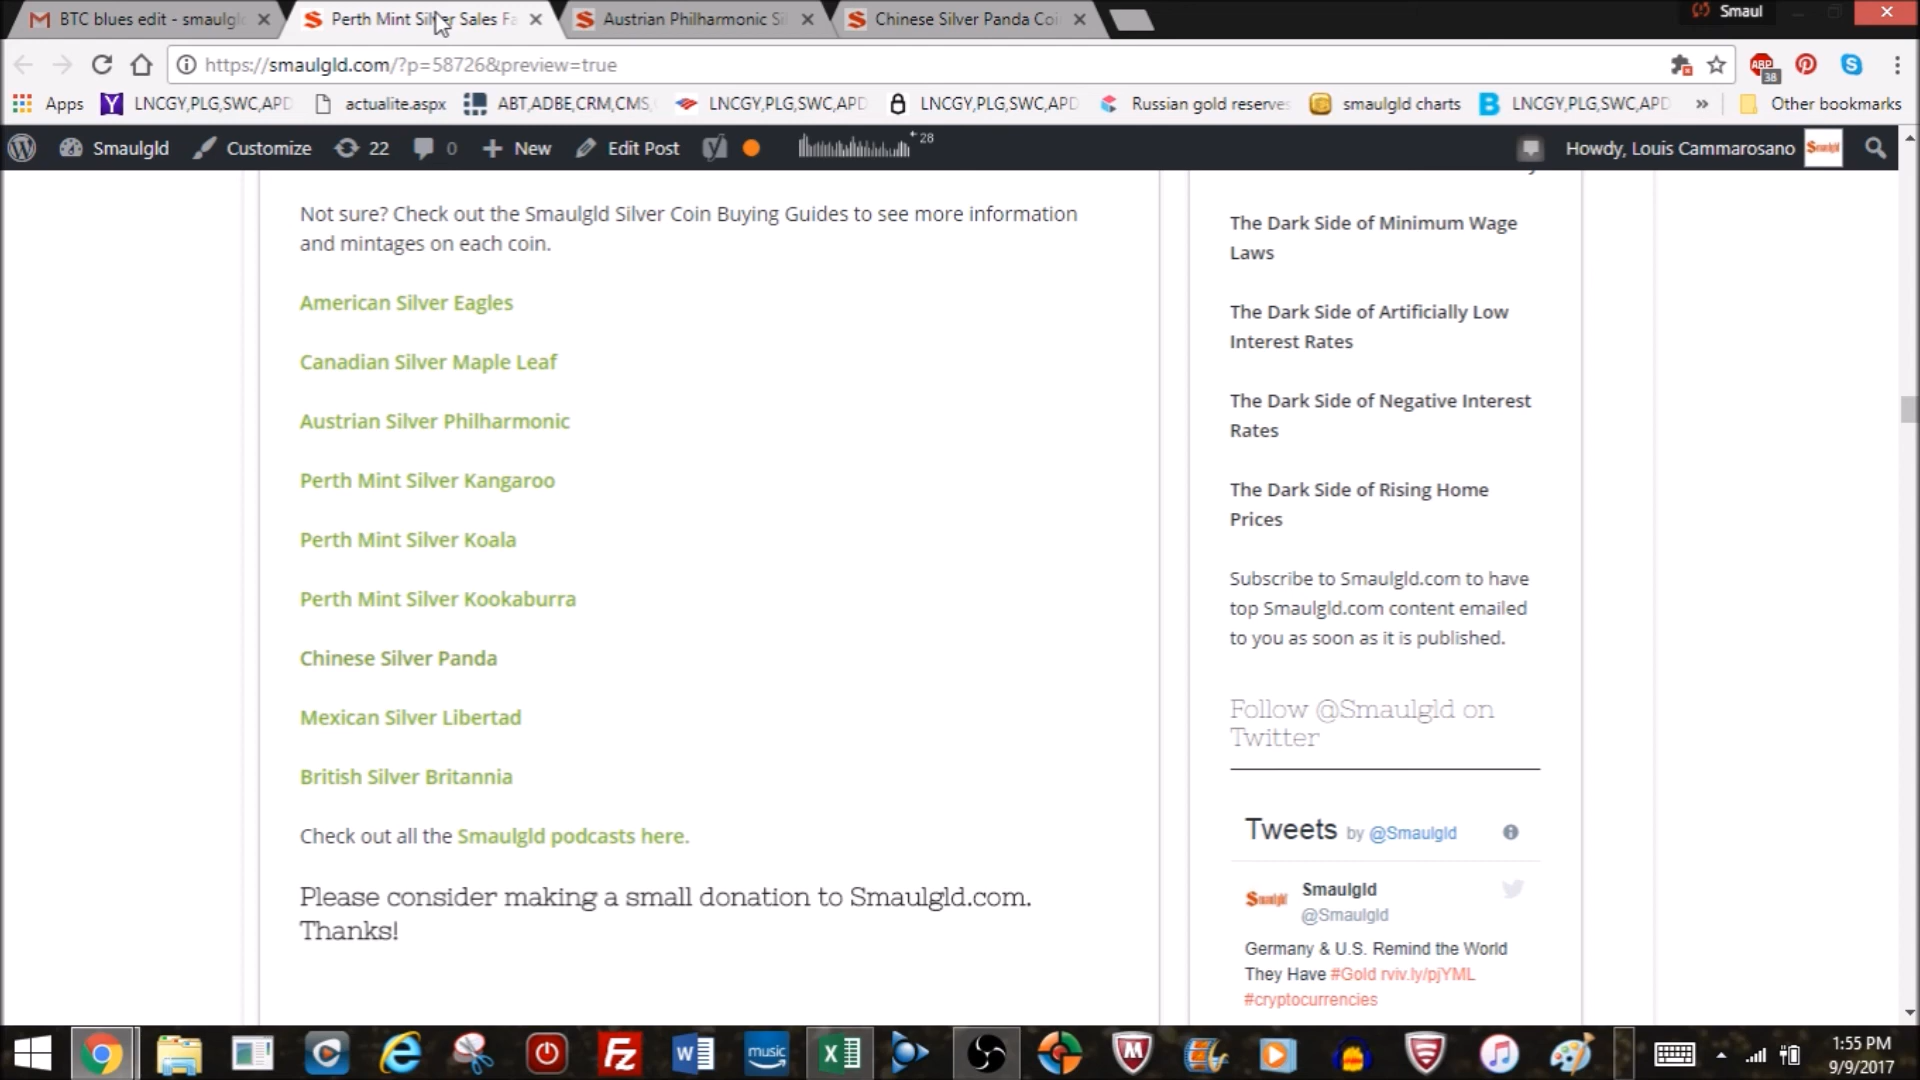 BTC blues edit - smaulgl
Perth Mint Silver Sales Fa
Austrian Philharmonic Si
Chinese Silver Panda Coi
Smaul
https://smaulgld.com/?p=58726&preview=true
38
Apps
LNCGY,PLG,SWC,APD
actualite.aspx
ABT,ADBE,CRM,CMS,
LNCGY,PLG,SWC,APD
LNCGY,PLG,SWC,APD
Russian gold reserves
smaulgld charts
LNCGY,PLG,SWC,APD
Other bookmarks
Smaulgld
Customize
22
0
New
Edit Post
28
Howdy, Louis Cammarosano
Not sure? Check out the Smaulgld Silver Coin Buying Guides to see more information
and mintages on each coin.
American Silver Eagles
Canadian Silver Maple Leaf
Austrian Silver Philharmonic
Perth Mint Silver Kangaroo
Perth Mint Silver Koala
Perth Mint Silver Kookaburra
Chinese Silver Panda
Mexican Silver Libertad
British Silver Britannia
Check out all the Smaulgld podcasts here.
Please consider making a small donation to Smaulgld.com.
Thanks!
The Dark Side of Minimum Wage
Laws
The Dark Side of Artificially Low
Interest Rates
The Dark Side of Negative Interest
Rates
The Dark Side of Rising Home
Prices
Subscribe to Smaulgld.com to have
top Smaulgld.com content emailed
to you as soon as it is published.
Follow @Smaulgld on
Twitter
Tweets by @Smaulgld
Smaulgld
@Smaulgld
Germany & U.S. Remind the World
They Have #Gold rviv.ly/pjYML
#cryptocurrencies
music
1:55 PM
9/9/2017